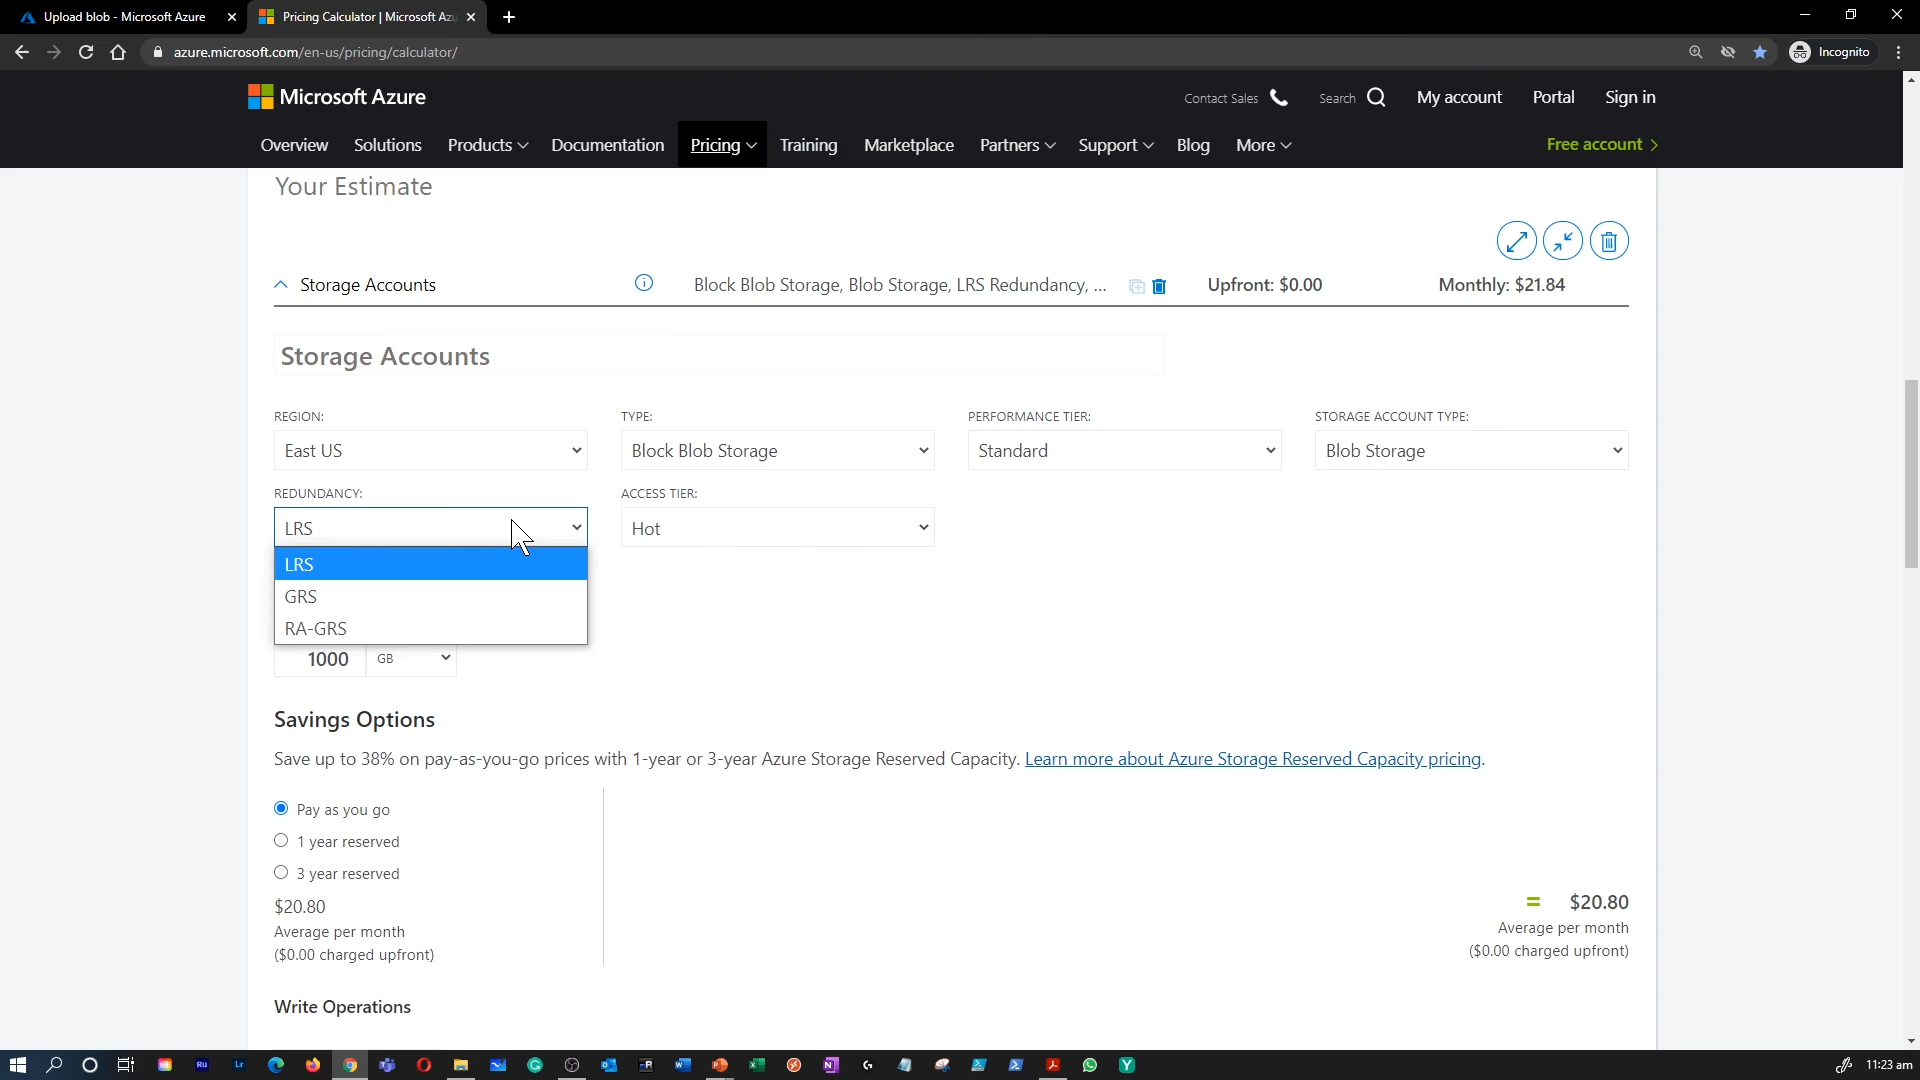 Upload blob - Microsoft Azure
Pricing Calculator | Microsoft Azu
azure.microsoft.com/en-us/pricing/calculator/
Incognito
Microsoft Azure
Contact Sales
Search
My account
Portal
Sign in
Overview
Solutions
Products
Documentation
Pricing
Training
Marketplace
Partners
Support
Blog
More
Free account
Your Estimate
Storage Accounts
Block Blob Storage, Blob Storage, LRS Redundancy, ...
Upfront: $0.00
Monthly: $21.84
Storage Accounts
REGION:
TYPE:
PERFORMANCE TIER:
STORAGE ACCOUNT TYPE:
East US
Block Blob Storage
Standard
Blob Storage
REDUNDANCY:
ACCESS TIER:
LRS
Hot
LRS
GRS
RA-GRS
1000
GB
Savings Options
Save up to 38% on pay-as-you-go prices with 1-year or 3-year Azure Storage Reserved Capacity. Learn more about Azure Storage Reserved Capacity pricing.
Pay as you go
1 year reserved
3 year reserved
$20.80
Average per month
($0.00 charged upfront)
= $20.80
Average per month
($0.00 charged upfront)
Write Operations
Ru
Lr
11:23 am